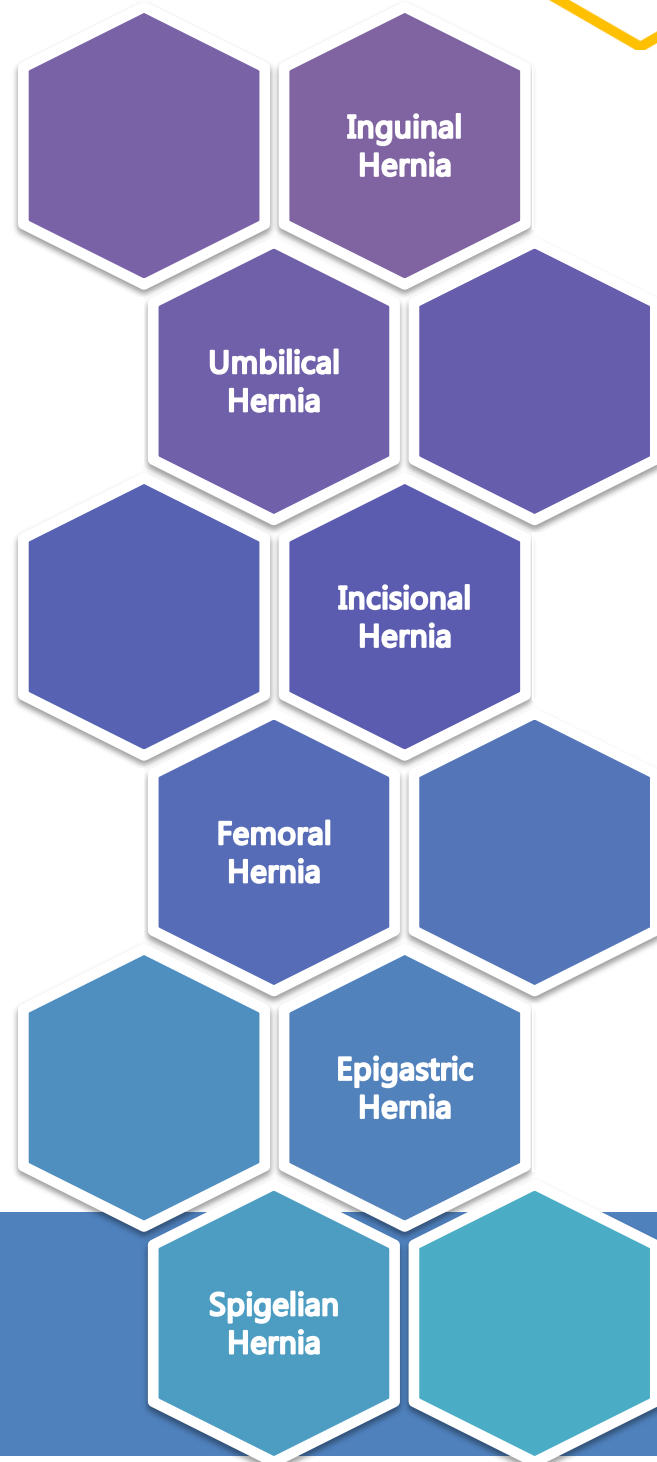 Inguinal
Hernia
Umbilical
Hernia
Incisional
Hernia
Femoral
Hernia
Epigastric
Hernia
Spigelian
Hernia